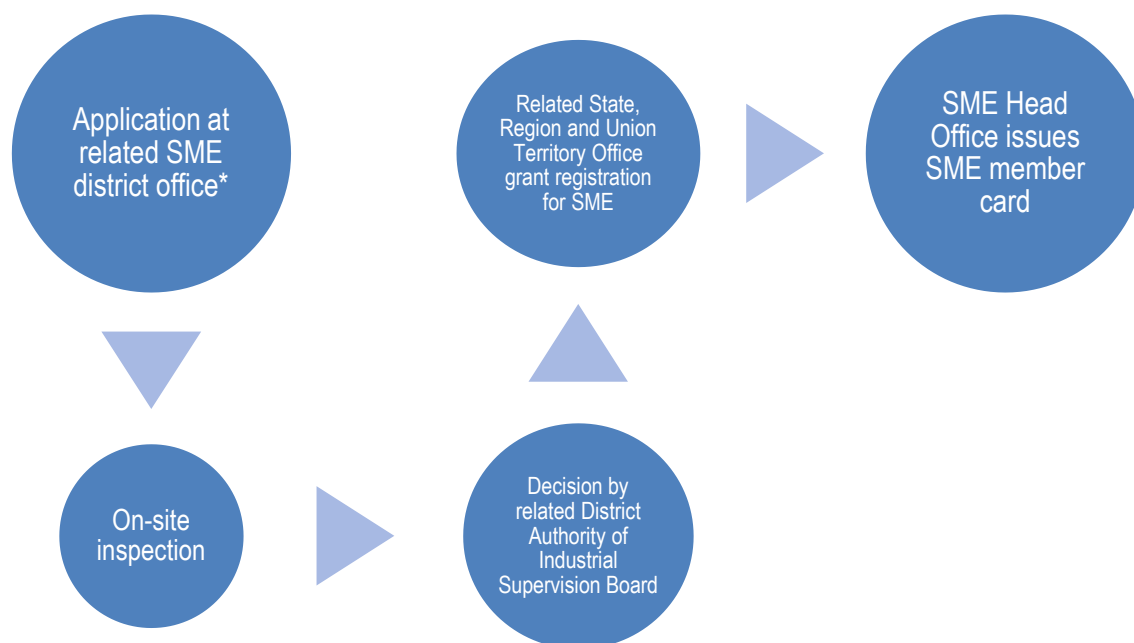 Application at
related SME
district office*
On-site
inspection
Decision by
related District
Authority of
Industrial
Supervision Board
Related State,
Region and Union
Territory Office
grant registration
for SME
SME Head
Office issues
SME member
card